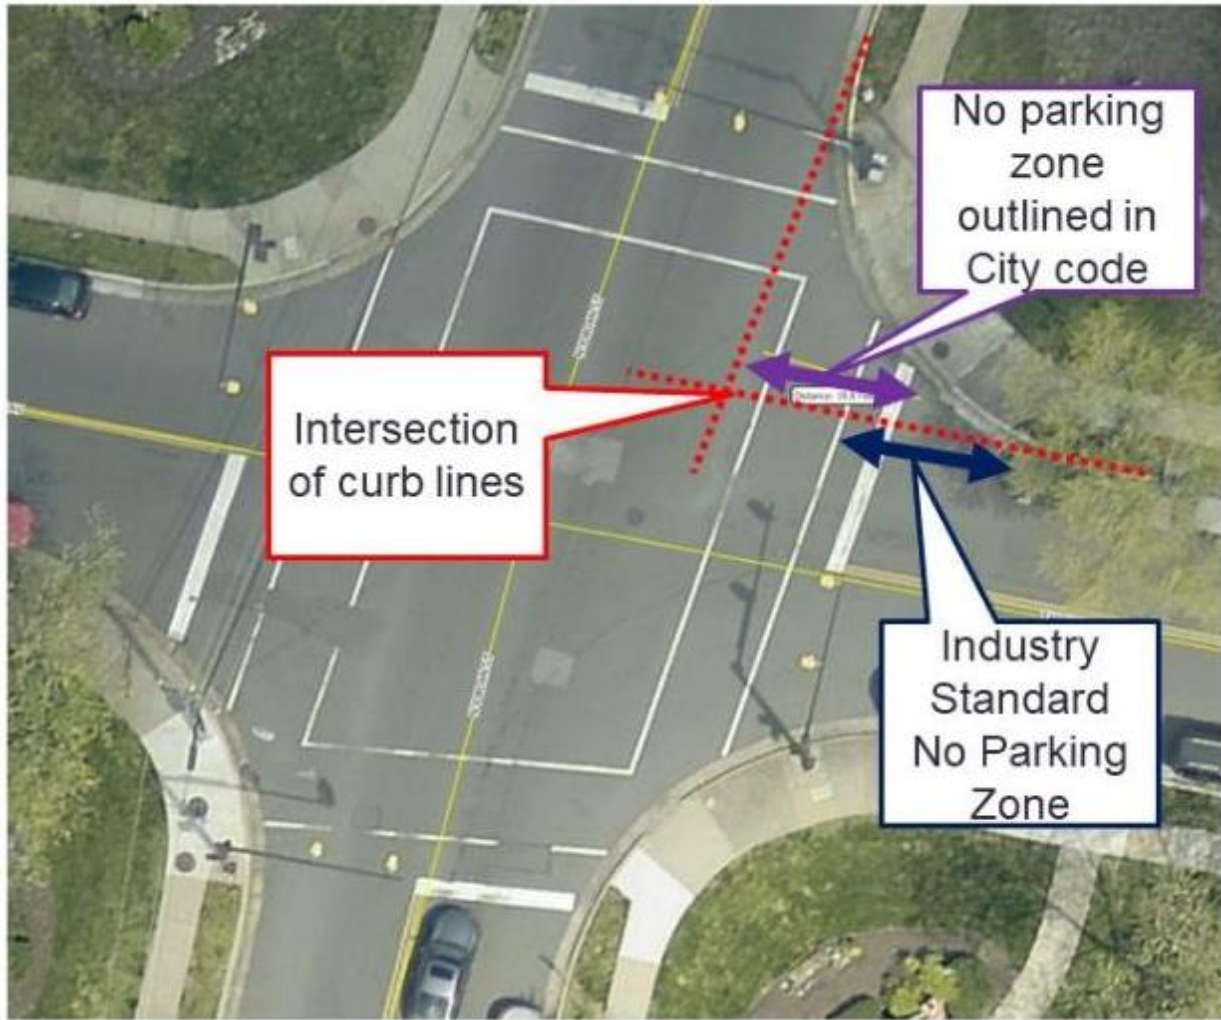 No parking
zone
outlined in
City code
Intersection
of curb lines
Industry
Standard
No Parking
Zone